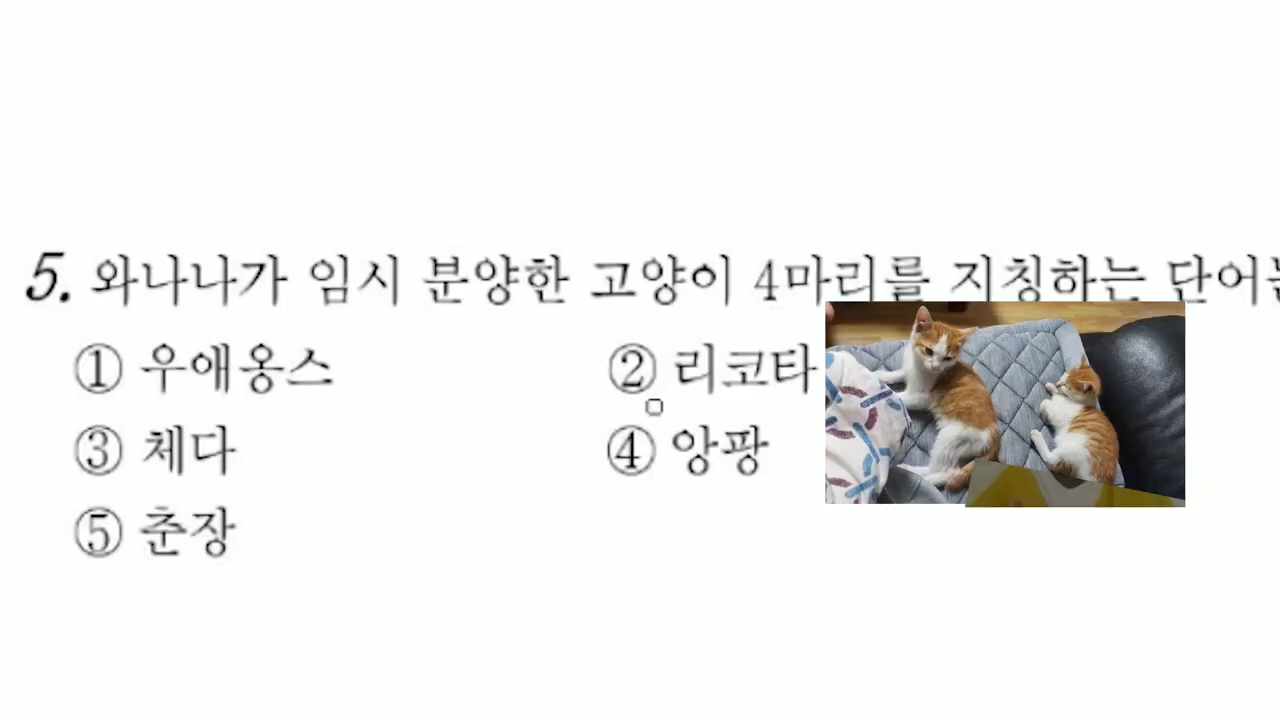 5. 와나나가 임시 분양한 고양이 4마리를 지칭하는 단어는
① 우애옹스 ② 리코타
③ 체다 ④ 앙팡
⑤ 춘장